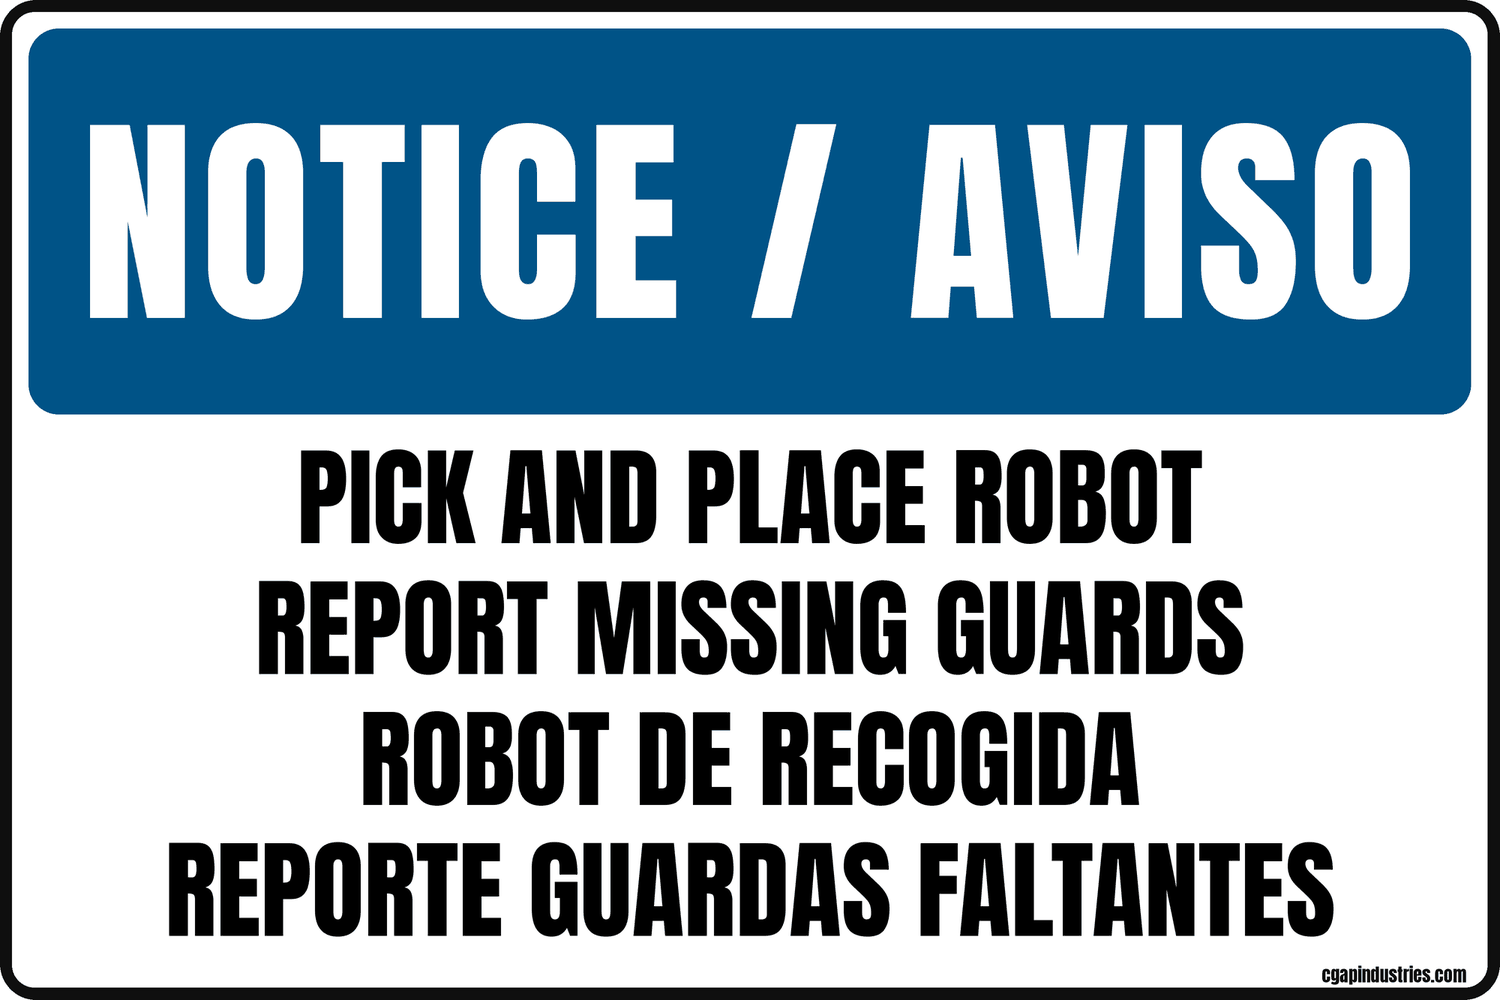 NOTICE / AVISO
PICK AND PLACE ROBOT
REPORT MISSING GUARDS
ROBOT DE RECOGIDA
REPORTE GUARDAS FALTANTES
cgapindustries.com